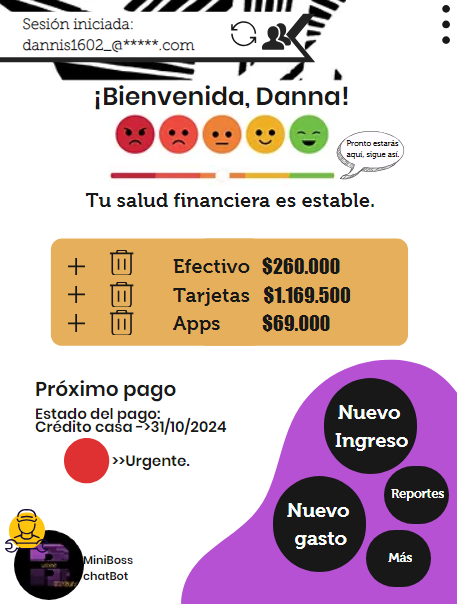 Sesión iniciada:
dannis1602_@*****.com
¡Bienvenida, Danna!
Pronto estarás
aquí, sigue así.
Tu salud financiera es estable.
+ Efectivo $260.000
+ Tarjetas $1.169.500
+ Apps $69.000
Próximo pago
Estado del pago:
Crédito casa ->31/10/2024
>>Urgente.
Nuevo
Ingreso
Reportes
Nuevo
gasto
Más
MiniBoss
chatBot